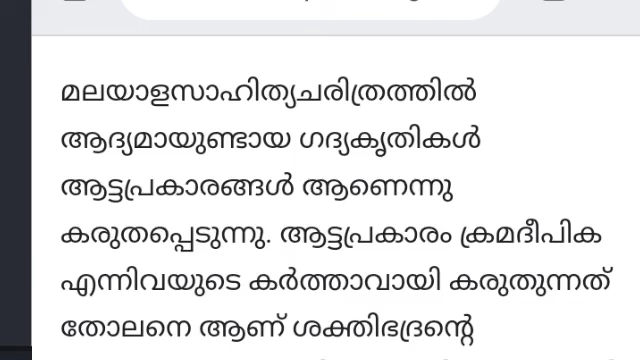 മലയാളസാഹിത്യചരിത്രത്തിൽ
ആദ്യമായുണ്ടായ ഗദ്യകൃതികൾ
ആട്ടപ്രകാരങ്ങൾ ആണെന്നു
കരുതപ്പെടുന്നു. ആട്ടപ്രകാരം ക്രമദീപിക
എന്നിവയുടെ കർത്താവായി കരുതുന്നത്
തോലനെ ആണ് ശക്തിഭദ്രന്റെ